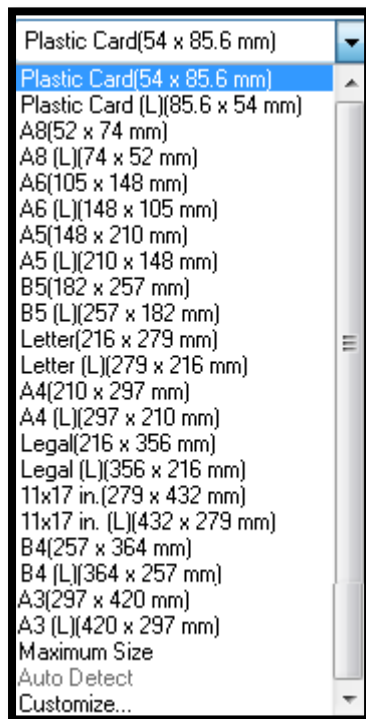 Plastic Card(54 x 85.6 mm)
Plastic Card(54 x 85.6 mm)
Plastic Card (L)(85.6 x 54 mm)
A8(52 x 74 mm)
A8 (L)(74 x 52 mm)
A6(105 x 148 mm)
A6 (L)(148 x 105 mm)
A5(148 x 210 mm)
A5 (L)(210 x 148 mm)
B5(182 x 257 mm)
B5 (L)(257 x 182 mm)
Letter(216 x 279 mm)
Letter (L)(279 x 216 mm)
A4(210 x 297 mm)
A4 (L)(297 x 210 mm)
Legal(216 x 356 mm)
Legal (L)(356 x 216 mm)
11x17 in.(279 x 432 mm)
11x17 in. (L)(432 x 279 mm)
B4(257 x 364 mm)
B4 (L)(364 x 257 mm)
A3(297 x 420 mm)
A3 (L)(420 x 297 mm)
Maximum Size
Auto Detect
Customize...